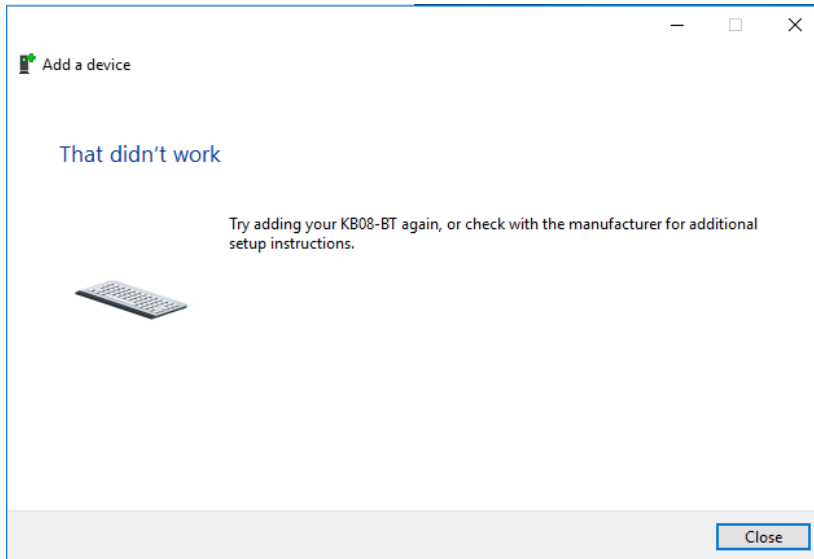 Add a device
That didn't work
Try adding your KB08-BT again, or check with the manufacturer for additional
setup instructions.
Close